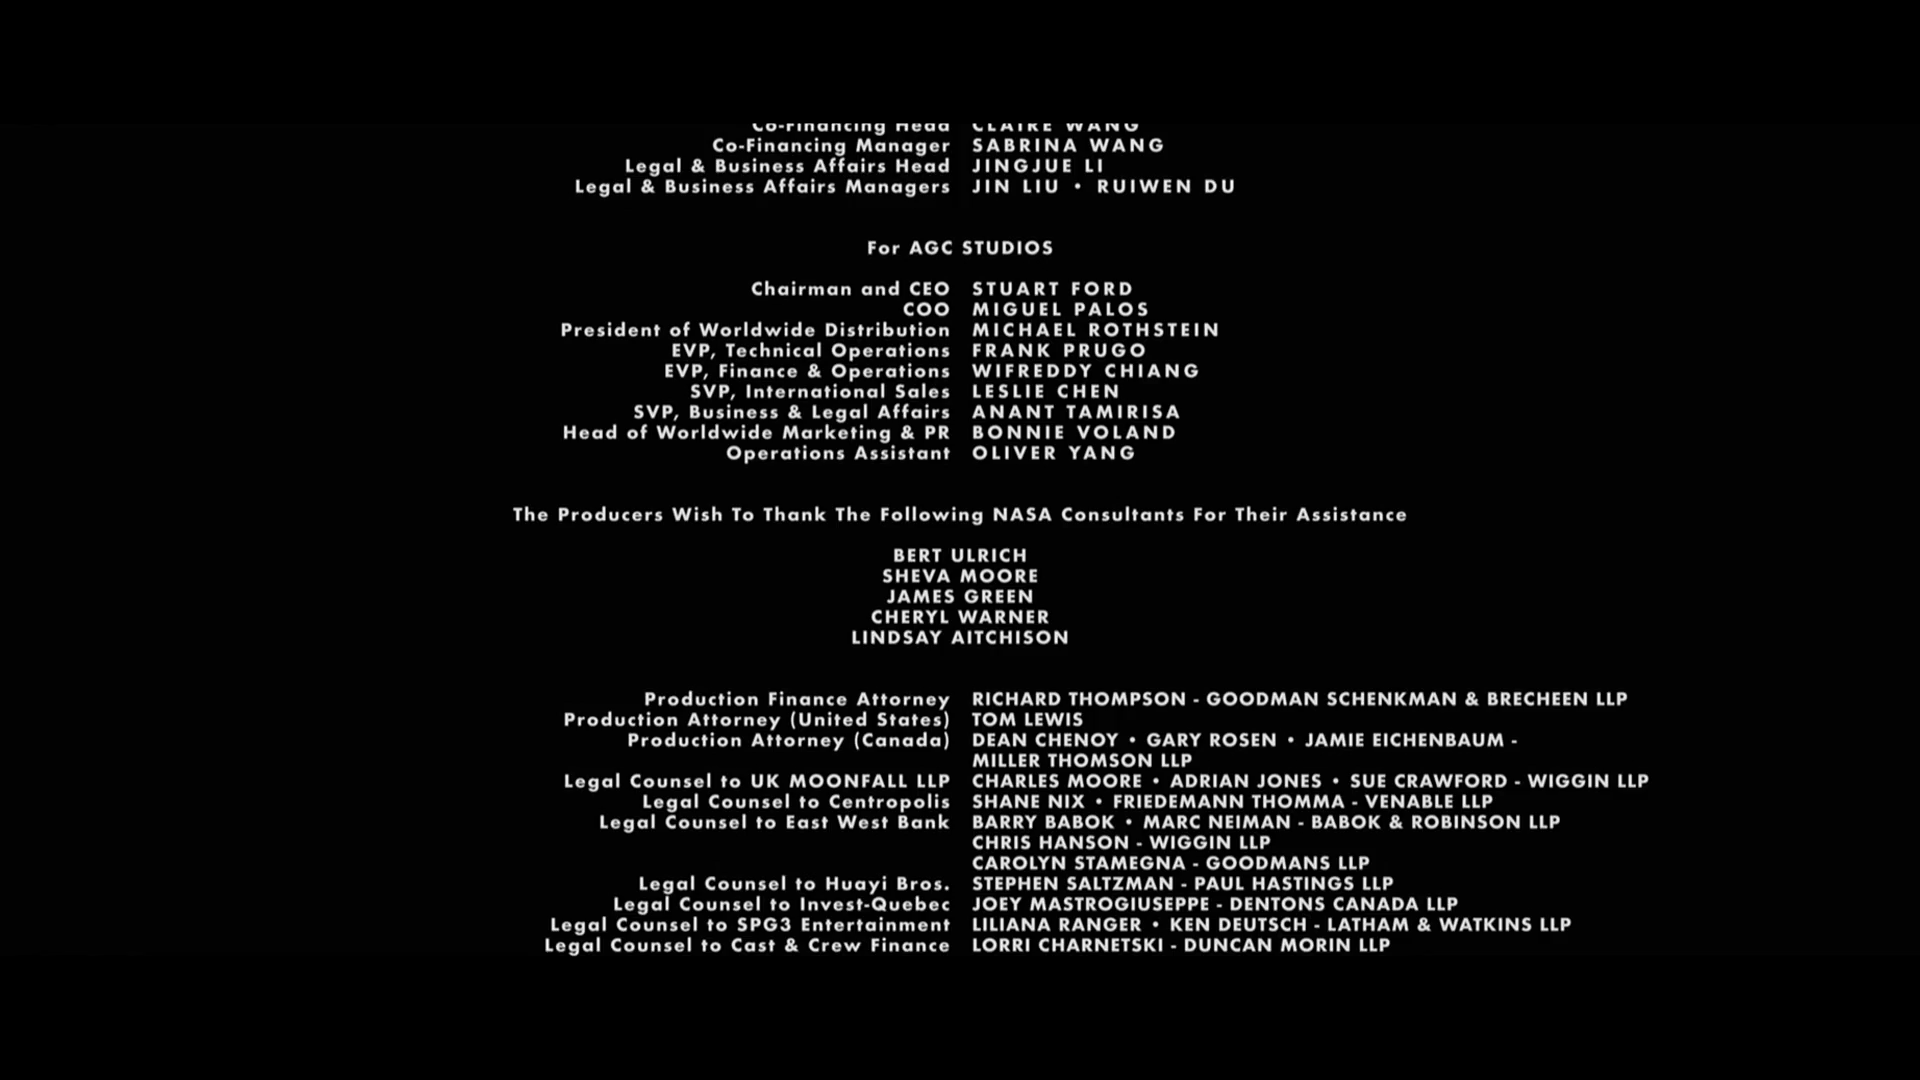 Co-Financing Head CLAIRE WANG
Co-Financing Manager SABRINA WANG
Legal & Business Affairs Head JINGJUE LI
Legal & Business Affairs Managers JIN LIU • RUIWEN DU
For AGC STUDIOS
Chairman and CEO STUART FORD
COO MIGUEL PALOS
President of Worldwide Distribution MICHAEL ROTHSTEIN
EVP, Technical Operations FRANK PRUGO
EVP, Finance & Operations WIFREDDY CHIANG
SVP, International Sales LESLIE CHEN
SVP, Business & Legal Affairs ANANT TAMIRISA
Head of Worldwide Marketing & PR BONNIE VOLAND
Operations Assistant OLIVER YANG
The Producers Wish To Thank The Following NASA Consultants For Their Assistance
BERT ULRICH
SHEVA MOORE
JAMES GREEN
CHERYL WARNER
LINDSAY AITCHISON
Production Finance Attorney RICHARD THOMPSON - GOODMAN SCHENKMAN & BRECHEEN LLP
Production Attorney (United States) TOM LEWIS
Production Attorney (Canada) DEAN CHENOY • GARY ROSEN • JAMIE EICHENBAUM -
MILLER THOMSON LLP
Legal Counsel to UK MOONFALL LLP CHARLES MOORE • ADRIAN JONES • SUE CRAWFORD - WIGGIN LLP
Legal Counsel to Centropolis SHANE NIX • FRIEDEMANN THOMMA - VENABLE LLP
Legal Counsel to East West Bank BARRY BABOK • MARC NEIMAN - BABOK & ROBINSON LLP
CHRIS HANSON - WIGGIN LLP
CAROLYN STAMEGNA - GOODMANS LLP
Legal Counsel to Huayi Bros. STEPHEN SALTZMAN - PAUL HASTINGS LLP
Legal Counsel to Invest-Quebec JOEY MASTROGIUSEPPE - DENTONS CANADA LLP
Legal Counsel to SPG3 Entertainment LILIANA RANGER • KEN DEUTSCH - LATHAM & WATKINS LLP
Legal Counsel to Cast & Crew Finance LORRI CHARNETSKI - DUNCAN MORIN LLP